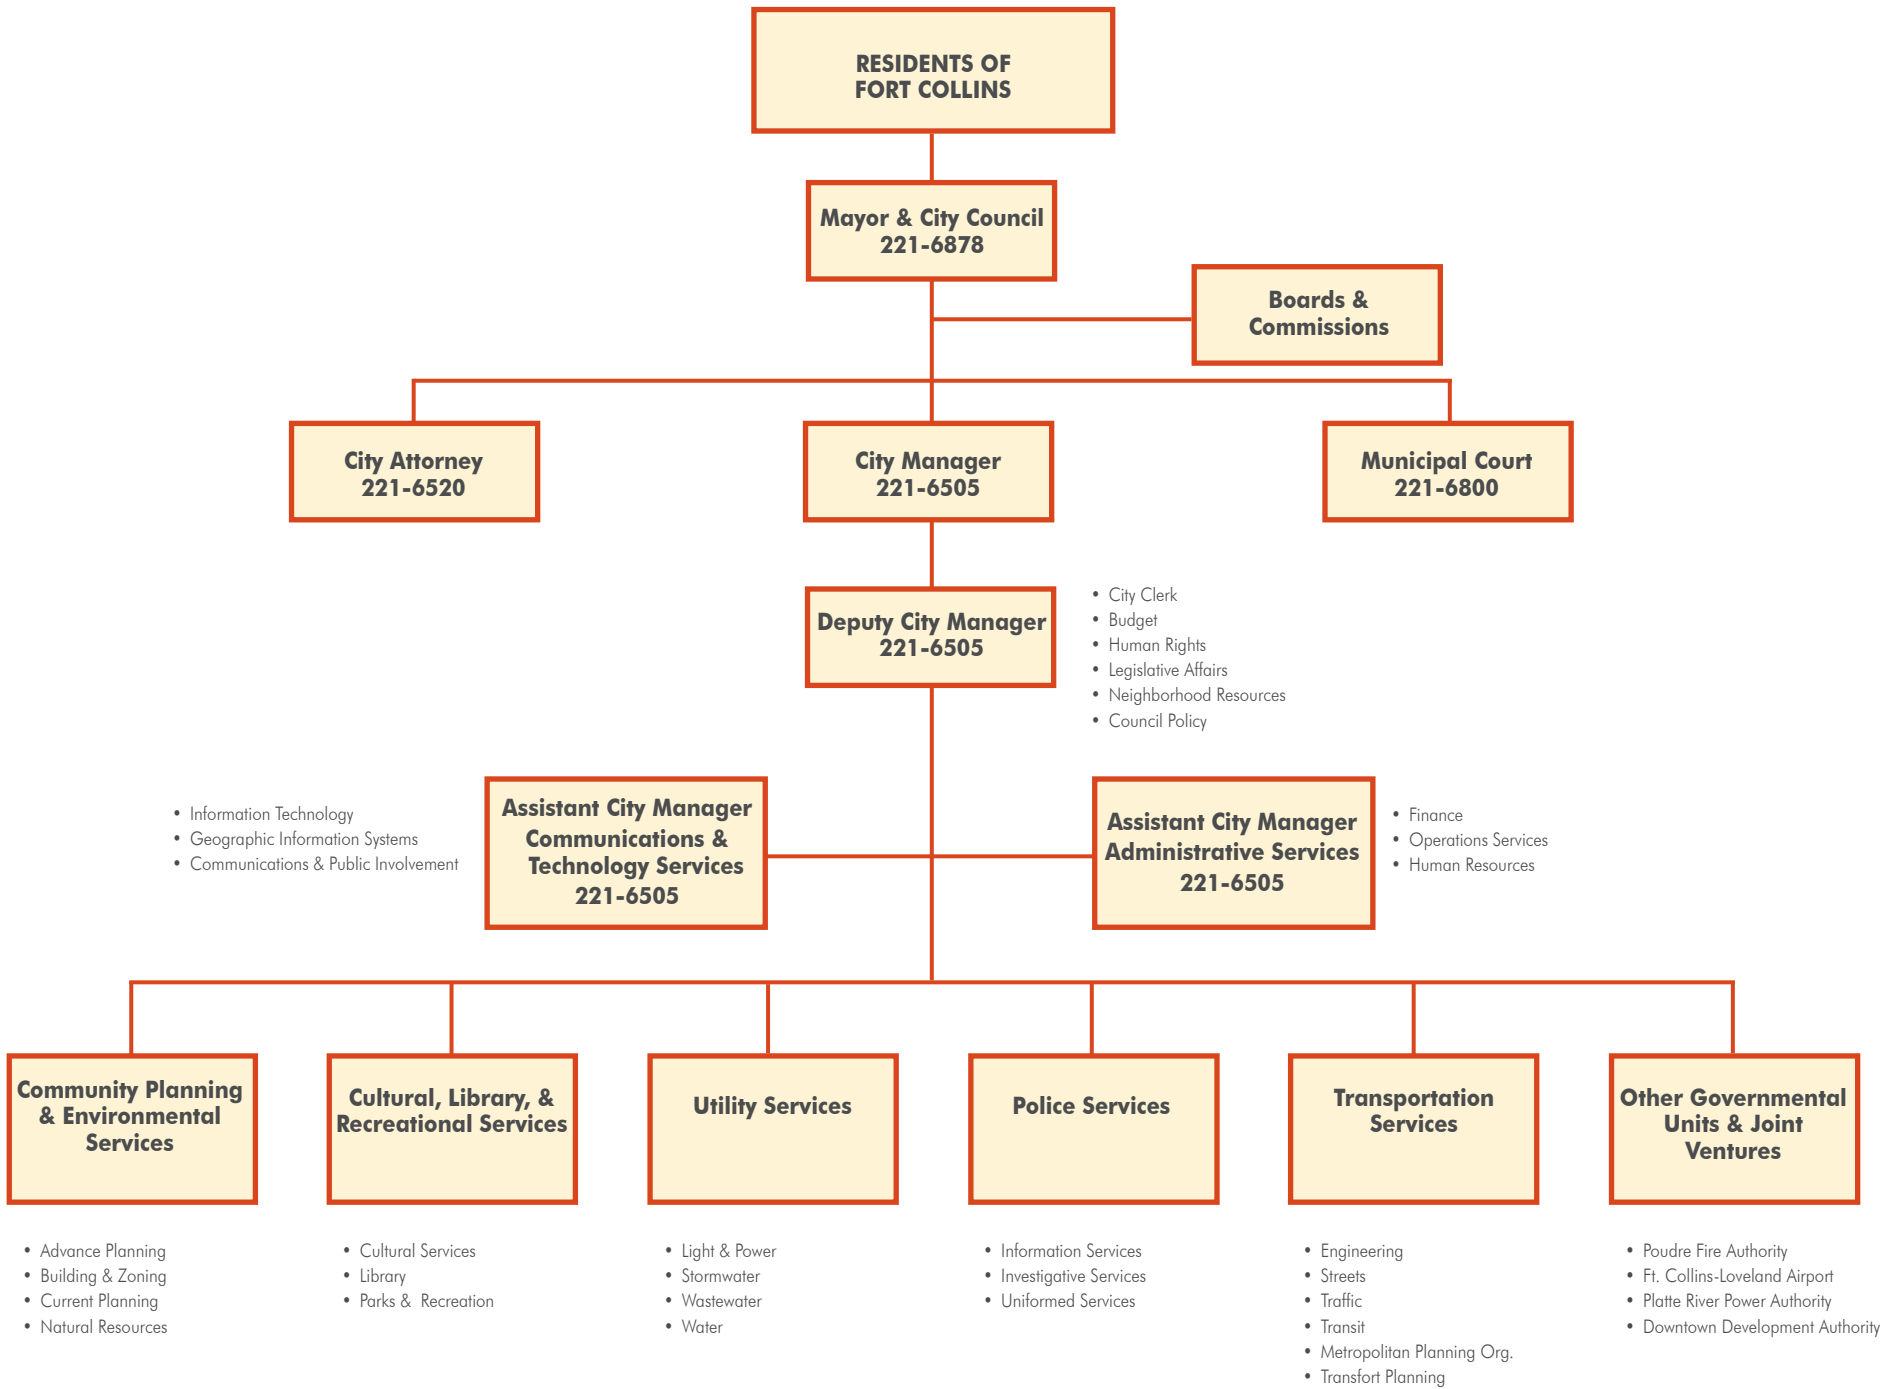 RESIDENTS OF
FORT COLLINS
Mayor & City Council
221-6878
Boards &
Commissions
City Attorney
221-6520
City Manager
221-6505
Municipal Court
221-6800
Deputy City Manager
221-6505
• City Clerk
• Budget
• Human Rights
• Legislative Affairs
• Neighborhood Resources
• Council Policy
• Information Technology
• Geographic Information Systems
• Communications & Public Involvement
Assistant City Manager
Communications &
Technology Services
221-6505
Assistant City Manager
Administrative Services
221-6505
• Finance
• Operations Services
• Human Resources
Community Planning
& Environmental
Services
Cultural, Library, &
Recreational Services
Utility Services
Police Services
Transportation
Services
Other Governmental
Units & Joint
Ventures
• Advance Planning
• Building & Zoning
• Current Planning
• Natural Resources
• Cultural Services
• Library
• Parks & Recreation
• Light & Power
• Stormwater
• Wastewater
• Water
• Information Services
• Investigative Services
• Uniformed Services
• Engineering
• Streets
• Traffic
• Transit
• Metropolitan Planning Org.
• Transfort Planning
• Poudre Fire Authority
• Ft. Collins-Loveland Airport
• Platte River Power Authority
• Downtown Development Authority